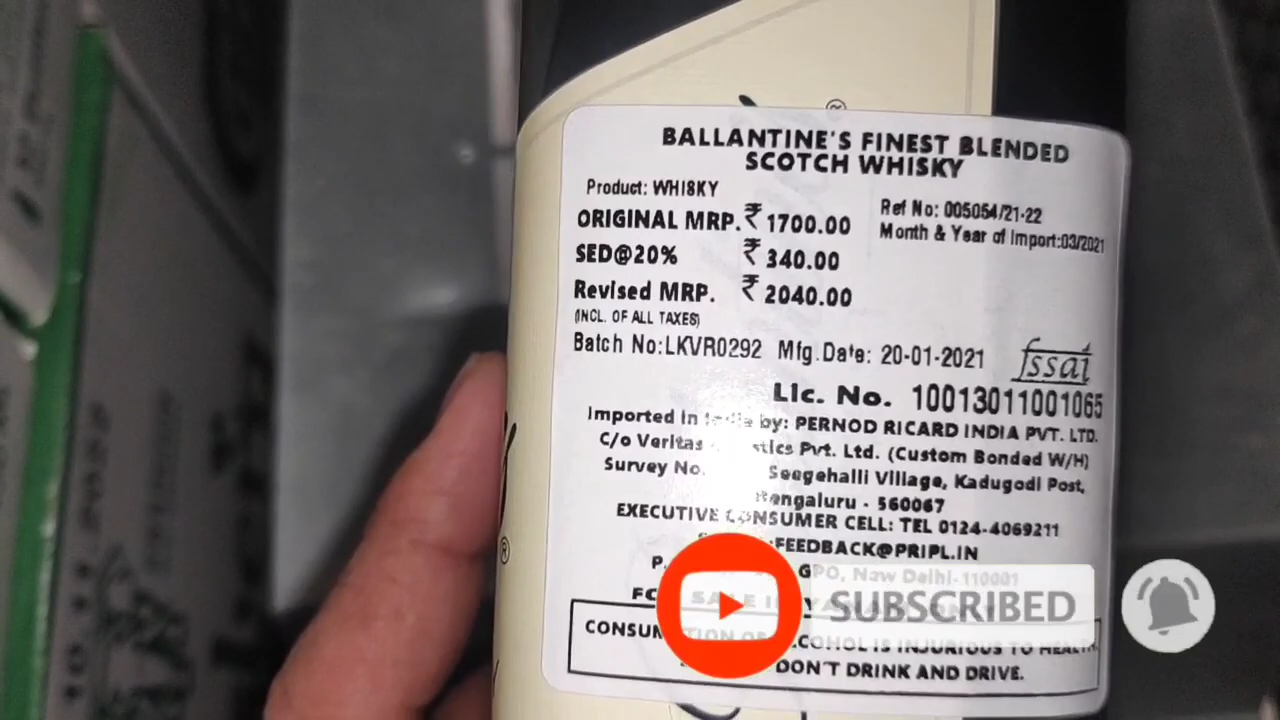 BALLANTINE'S FINEST BLENDED
SCOTCH WHISKY
Product: WHISKY
ORIGINAL MRP. ₹ 1700.00
Ref No: 005054/21-22
Month & Year of Import:03/2021
SED@20% ₹ 340.00
Revised MRP. ₹ 2040.00
(INCL. OF ALL TAXES)
Batch No:LKVR0292 Mfg.Date: 20-01-2021
fssai
Lic. No. 10013011001065
Imported in India by: PERNOD RICARD INDIA PVT. LTD.
C/o Veritas Pvt. Ltd. (Custom Bonded W/H)
Survey No. Seegehalli Village, Kadugodi Post,
Bengaluru - 560067
EXECUTIVE CONSUMER CELL: TEL 0124-4069211
:FEEDBACK@PRIPL.IN
GPO, New Delhi-110001
SALE
SUBSCRIBED
CONSUMPTION OF ALCOHOL IS INJURIOUS TO HEALTH
DON'T DRINK AND DRIVE.